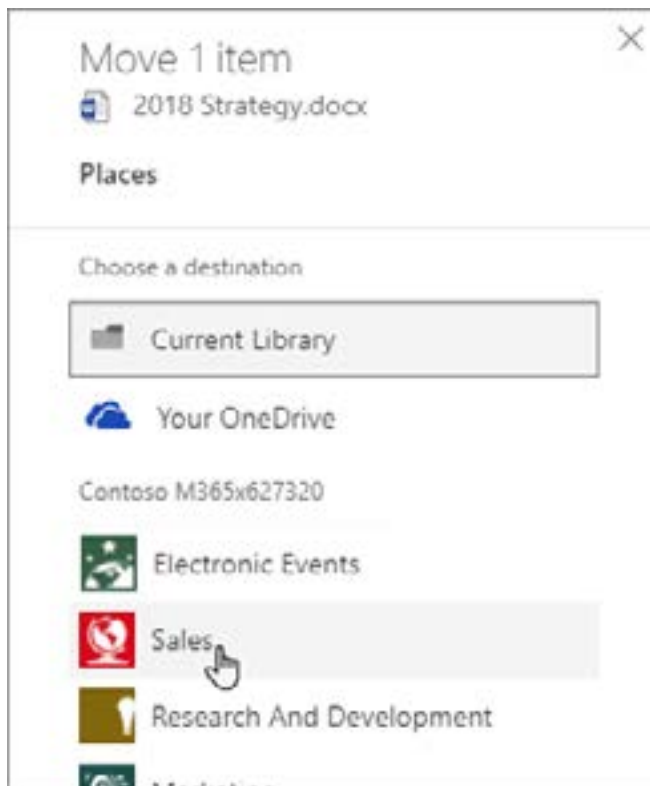 Move 1 item
2018 Strategy.docx
Places
Choose a destination
Current Library
Your OneDrive
Contoso M365x627320
Electronic Events
Sales
Research And Development